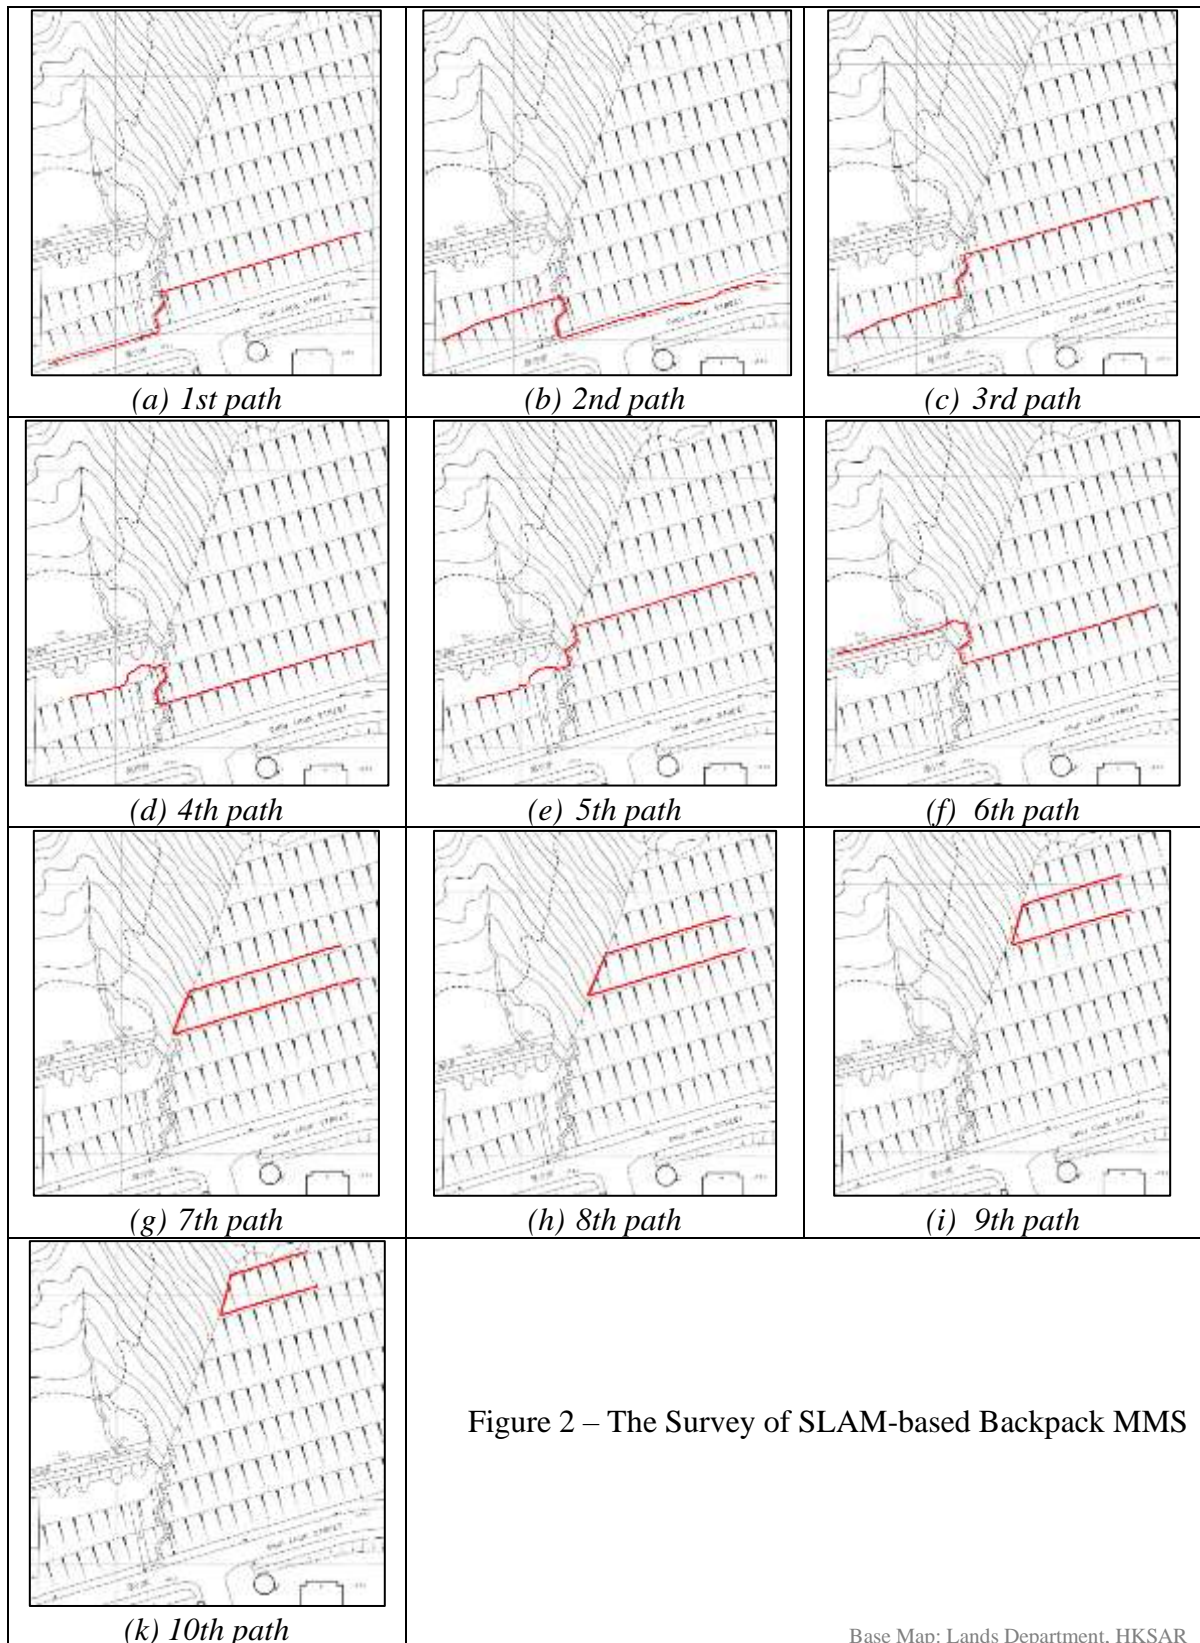 (a) 1st path
(b) 2nd path
(c) 3rd path
(d) 4th path
(e) 5th path
(f) 6th path
(g) 7th path
(h) 8th path
(i) 9th path
(k) 10th path
Figure 2 – The Survey of SLAM-based Backpack MMS
Base Map: Lands Department, HKSAR